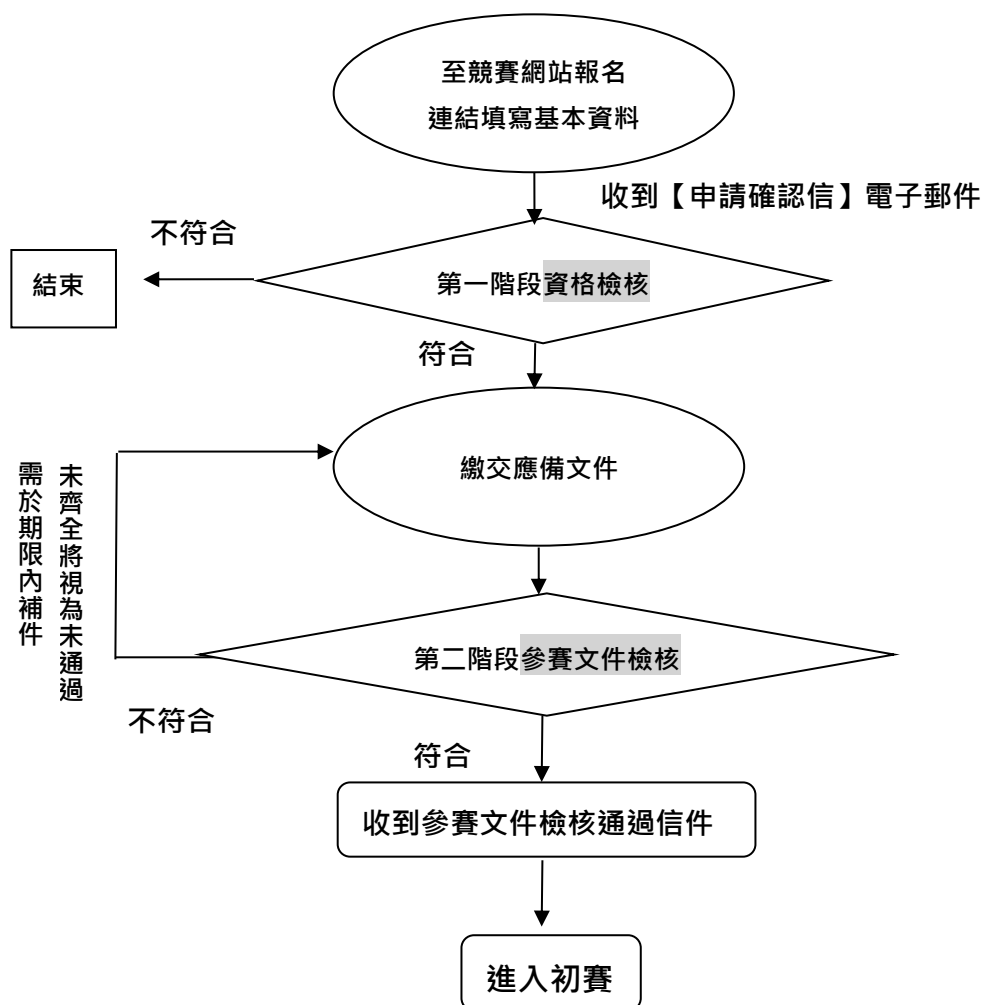 至競賽網站報名
連結填寫基本資料
收到【申請確認信】電子郵件
不符合
結束
第一階段資格檢核
符合
繳交應備文件
未齊全將視為未通過
需於期限內補件
第二階段參賽文件檢核
不符合
符合
收到參賽文件檢核通過信件
進入初賽